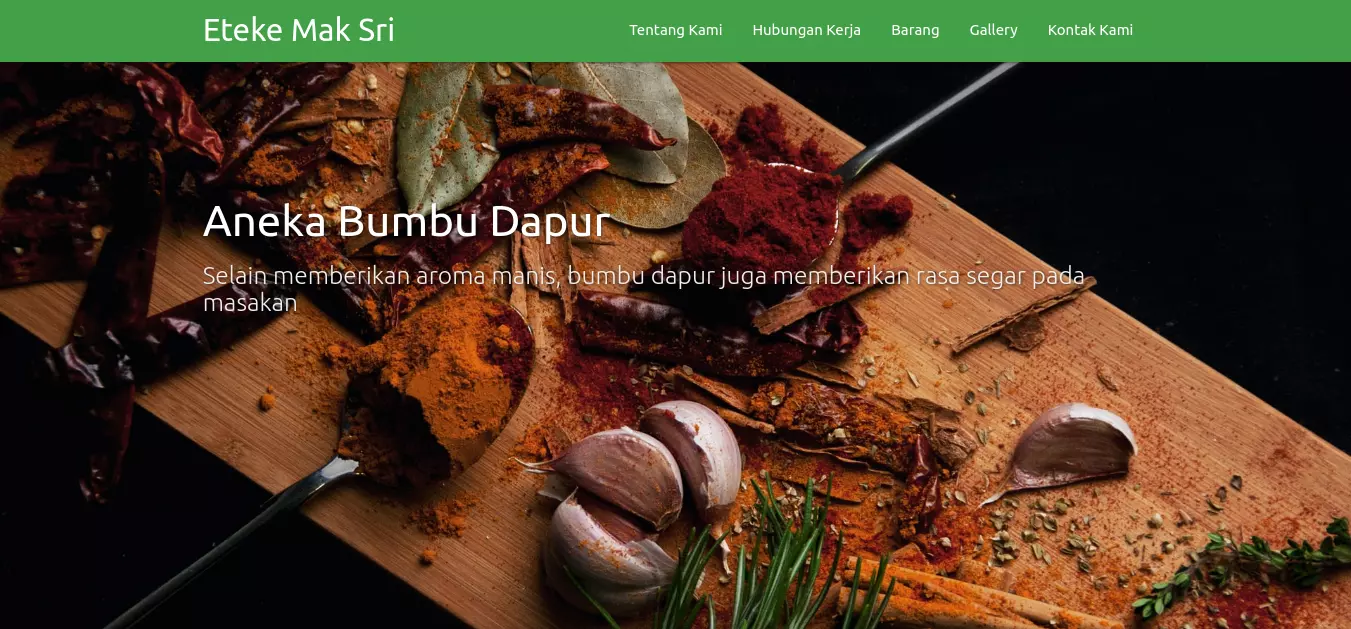 Eteke Mak Sri
Tentang Kami
Hubungan Kerja
Barang
Gallery
Kontak Kami
Aneka Bumbu Dapur
Selain memberikan aroma manis, bumbu dapur juga memberikan rasa segar pada
masakan